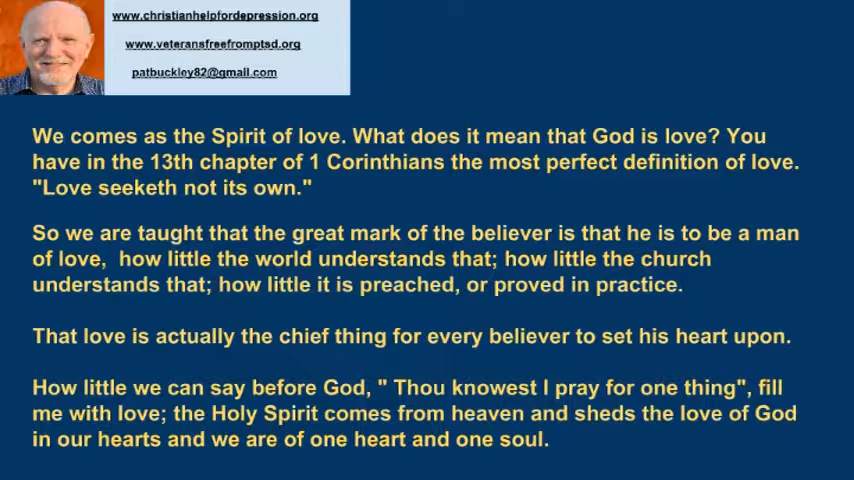 www.christianhelpfordepression.org
www.veteransfreefromptsd.org
patbuckley82@gmail.com
We comes as the Spirit of love. What does it mean that God is love? You
have in the 13th chapter of 1 Corinthians the most perfect definition of love.
"Love seeketh not its own."
So we are taught that the great mark of the believer is that he is to be a man
of love,  how little the world understands that; how little the church
understands that; how little it is preached, or proved in practice.
That love is actually the chief thing for every believer to set his heart upon.
How little we can say before God, " Thou knowest I pray for one thing", fill
me with love; the Holy Spirit comes from heaven and sheds the love of God
in our hearts and we are of one heart and one soul.